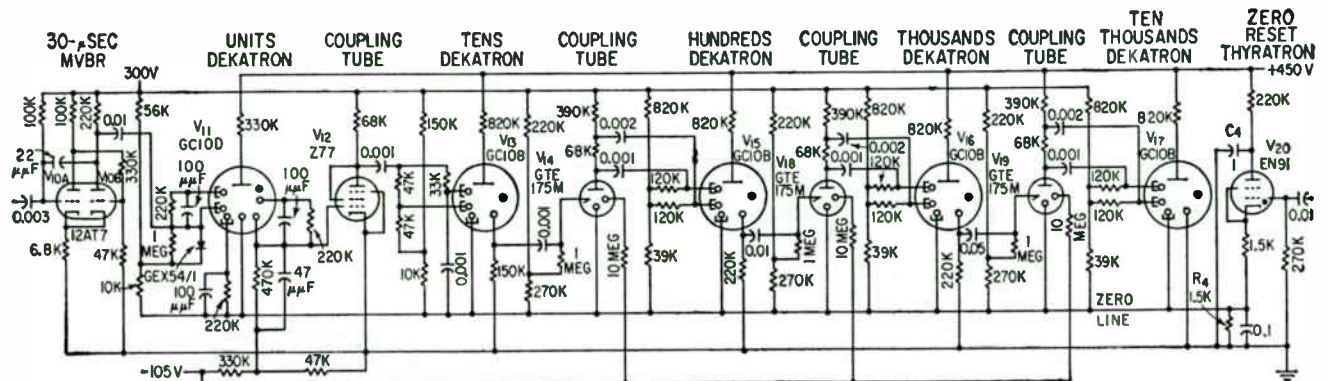 30-μSEC
MVBR
UNITS
DEKATRON
COUPLING
TUBE
TENS
DEKATRON
COUPLING
TUBE
HUNDREDS
DEKATRON
COUPLING
TUBE
THOUSANDS
DEKATRON
COUPLING
TUBE
TEN
THOUSANDS
DEKATRON
ZERO
RESET
THYRATRON
+450 V
300V
100K
100K
220K
56K
0.01
22
μμF
V10A
V10B
330K
0.003
12AT7
6.8K
47K
V11
GC10D
100
μμF
330K
100
μμF
220K
1
MEG
GEX54/1
10K
100
μμF
220K
470K
47
μμF
220K
V12
Z77
68K
0.001
150K
47K
47K
33K
10K
0.001
V13
GC10B
820K
220K
150K
0.001
270K
1
MEG
V14
GTE
175M
390K
0.002
68K
0.001
10 MEG
820K
120K
120K
39K
V15
GC10B
820K
220K
220K
0.01
270K
1 MEG
V18
GTE
175M
390K
68K
0.002
0.001
120K
10 MEG
820K
120K
39K
V16
GC10B
820K
220K
220K
0.05
270K
1 MEG
V19
GTE
175M
390K
0.002
68K
0.001
10
MEG
820K
120K
120K
39K
V17
GC10B
820K
220K
C4
1
V20
EN91
1.5K
270K
R4
1.5K
0.1
ZERO
LINE
-105V
330K
47K